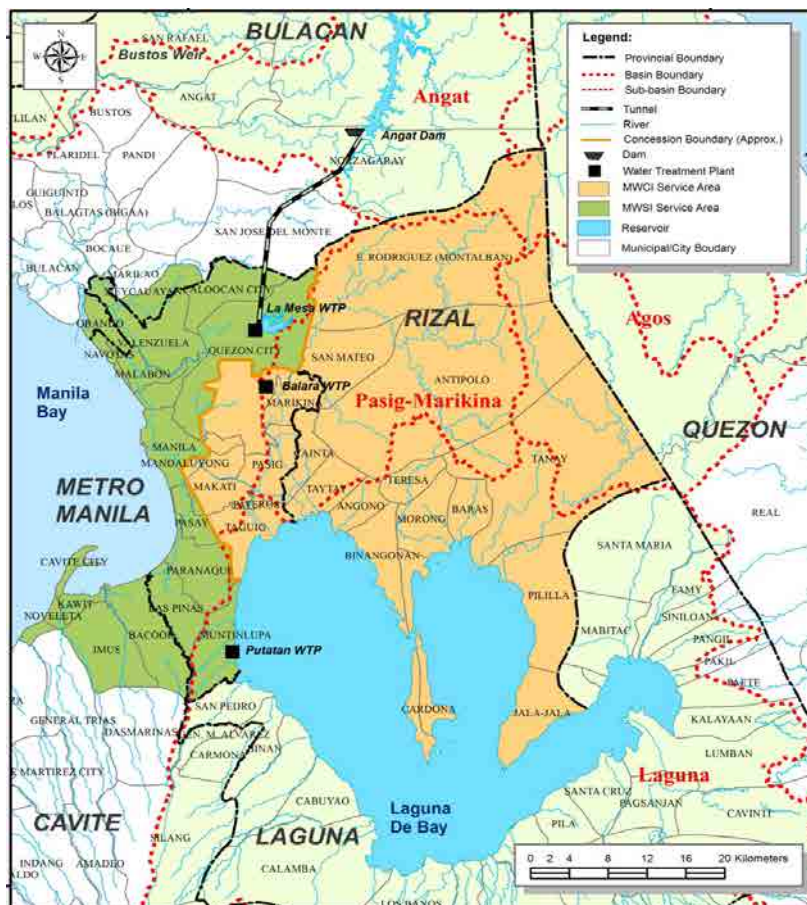 BULACAN
SAN RAFAEL
Bustos Weir
ANGAT
Angat
BUSTOS
PLARIDEL
PANDI
Angat Dam
NORZAGARAY
GUIGUINTO
BALAGTAS (BIGAA)
SAN JOSE DEL MONTE
BOCAUE
BULACAN
E. RODRIGUEZ (MONTALBAN)
CALOOCAN CITY
La Mesa WTP
OBANDO
VALENZUELA
NAVOTAS
QUEZON CITY
MALABON
RIZAL
SAN MATEO
Agos
Balara WTP
ANTIPOLO
Manila
Bay
Pasig-Marikina
QUEZON
MANILA
MANDALUYONG
PASIG
TANAY
METRO
MANILA
MAKATI
TAYTAY
TERESA
ANGONO
BARAS
MORONG
REAL
PASAY
TAGUIG
BINANGONAN
SANTA MARIA
CAVITE CITY
PARANAQUE
PILILLA
FAMY
KAWIT
NOVELETA
LAS PINAS
SINILOAN
BACOOR
MABITAC
PANGIL
IMUS
MUNTINLUPA
Putatan WTP
PAKIL
PAETE
SAN PEDRO
CARDONA
JALA-JALA
KALAYAAN
GENERAL TRIAS
DASMARINAS
GEN. M. ALVAREZ
CARMONA
BINAN
LUMBAN
Laguna
E MARTIREZ CITY
CABUYAO
Laguna
De Bay
SANTA CRUZ
PAGSANJAN
CAVINTE
CAVITE
SILANG
LAGUNA
PILA
INDANG
AMADEO
CALAMBA
LOS BANOS
N
W
E
S
Legend:
Provincial Boundary
Basin Boundary
Sub-basin Boundary
Tunnel
River
Concession Boundary (Approx.)
Dam
Water Treatment Plant
MWCI Service Area
MWSI Service Area
Reservoir
Municipal/City Boudary
0 2 4 8 12 16 20 Kilometers